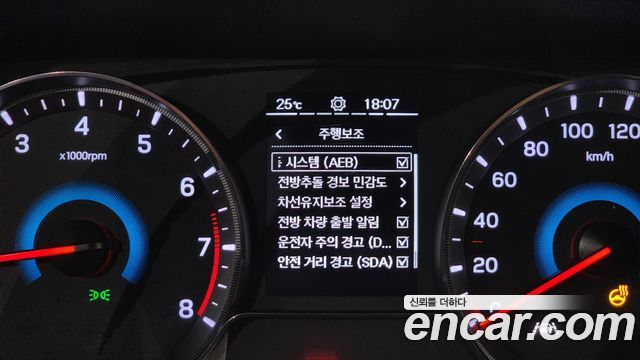 25℃ 18:07
주행보조
시스템 (AEB)
전방추돌 경보 민감도
차선유지보조 설정
전방 차량 출발 알림
운전자 주의 경고 (D...
안전 거리 경고 (SDA)
3 4 5 6 7 8
x1000rpm
0 20 40 60 80 100 120
km/h
신뢰를 더하다
encar.com